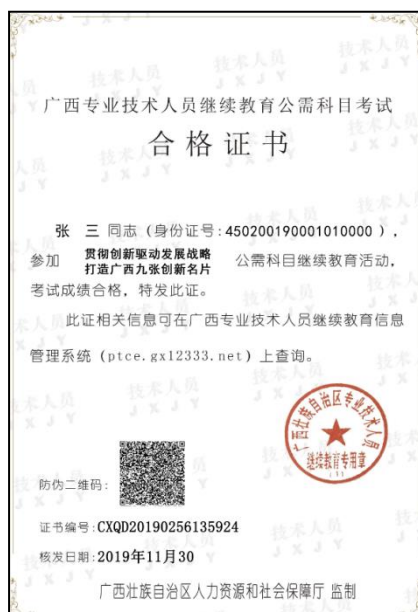 广西专业技术人员继续教育公需科目考试
合格证书
张 三 同志（身份证号：450200190001010000），
参加 贯彻创新驱动发展战略 打造广西九张创新名片 公需科目继续教育活动，
考试成绩合格，特发此证。
此证相关信息可在广西专业技术人员继续教育信息
管理系统（ptce.gx12333.net）上查询。
广西壮族自治区专业技术人员
继续教育专用章
（1）
防伪二维码：
证书编号：CXQD20190256135924
核发日期：2019年11月30
广西壮族自治区人力资源和社会保障厅 监制
技术人员
JXJY